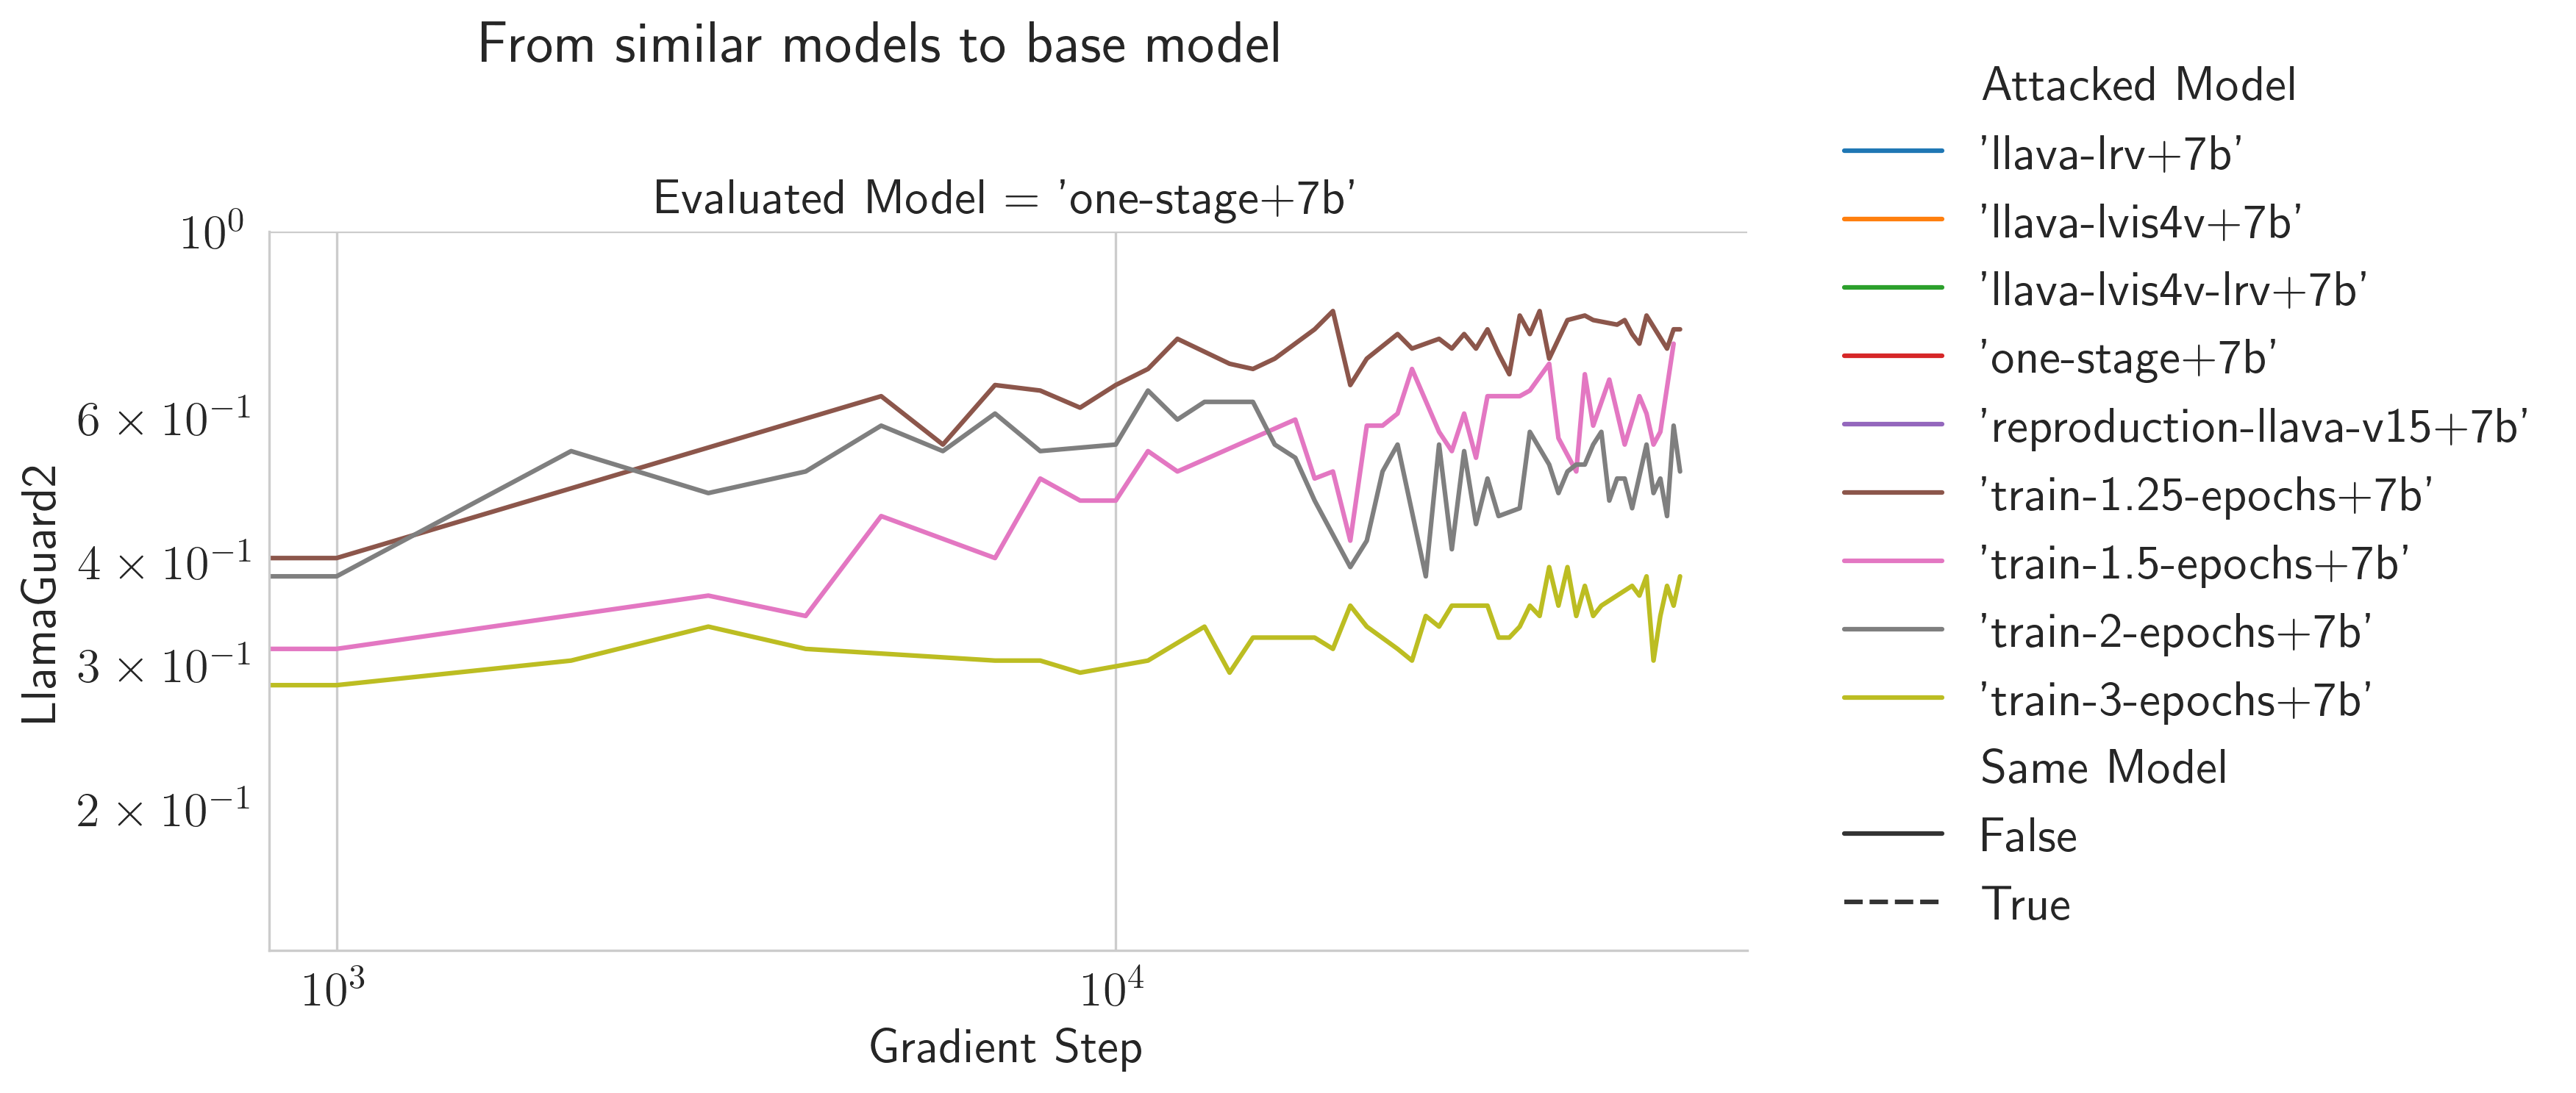 From similar models to base model
Evaluated Model = 'one-stage+7b'
10^0
6 × 10^−1
4 × 10^−1
3 × 10^−1
2 × 10^−1
LlamaGuard2
10^3
10^4
Gradient Step
Attacked Model
'llava-lrv+7b'
'llava-lvis4v+7b'
'llava-lvis4v-lrv+7b'
'one-stage+7b'
'reproduction-llava-v15+7b'
'train-1.25-epochs+7b'
'train-1.5-epochs+7b'
'train-2-epochs+7b'
'train-3-epochs+7b'
Same Model
False
True